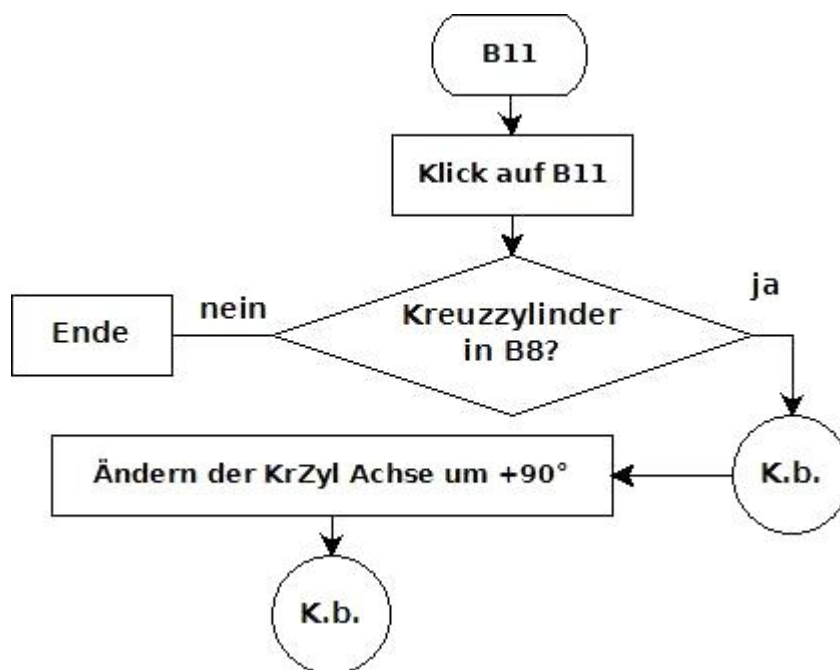 B11
Klick auf B11
Kreuzzylinder
in B8?
nein
ja
Ende
K.b.
Ändern der KrZyl Achse um +90°
K.b.